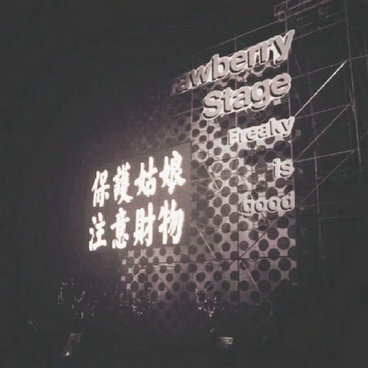 awberry
Stage
Freaky
is
good
保護姑娘
注意財物